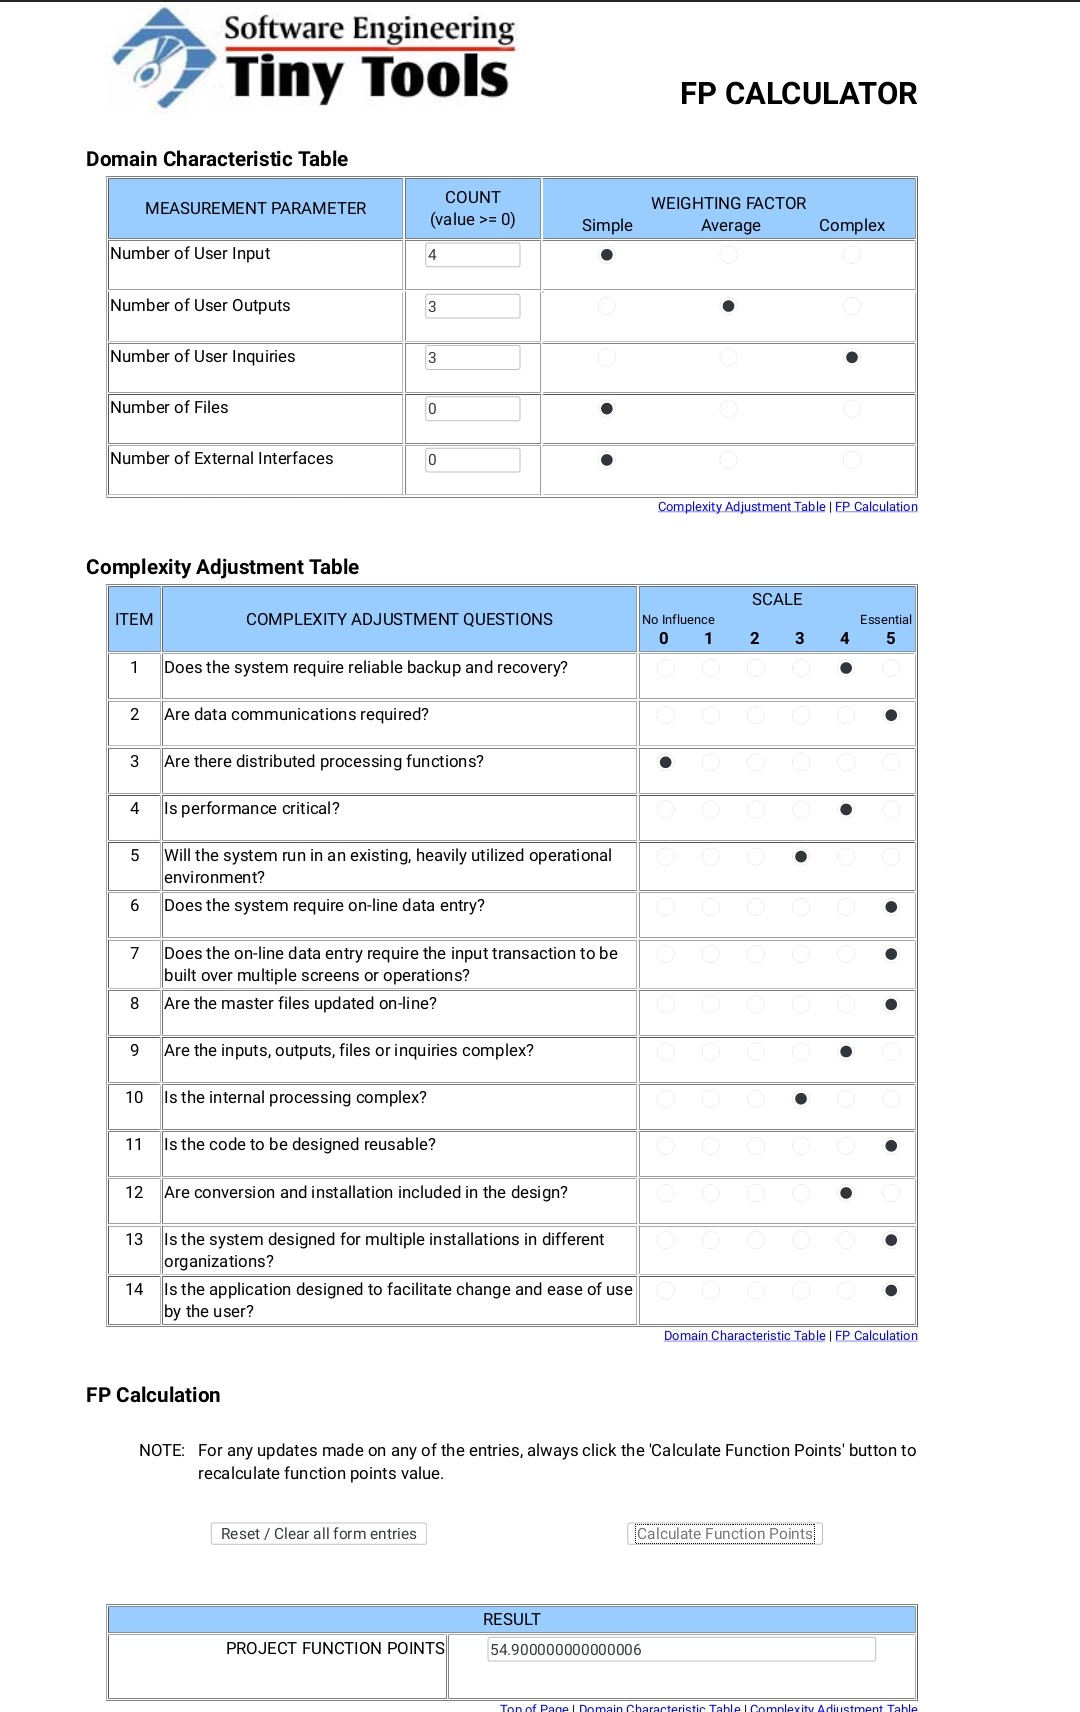 Software Engineering
Tiny Tools
FP CALCULATOR
Domain Characteristic Table
MEASUREMENT PARAMETER
COUNT
(value >= 0)
WEIGHTING FACTOR
Simple Average Complex
Number of User Input 4
Number of User Outputs 3
Number of User Inquiries 3
Number of Files 0
Number of External Interfaces 0
Complexity Adjustment Table | FP Calculation
Complexity Adjustment Table
ITEM COMPLEXITY ADJUSTMENT QUESTIONS
SCALE
No Influence Essential
0 1 2 3 4 5
1 Does the system require reliable backup and recovery?
2 Are data communications required?
3 Are there distributed processing functions?
4 Is performance critical?
5 Will the system run in an existing, heavily utilized operational
environment?
6 Does the system require on-line data entry?
7 Does the on-line data entry require the input transaction to be
built over multiple screens or operations?
8 Are the master files updated on-line?
9 Are the inputs, outputs, files or inquiries complex?
10 Is the internal processing complex?
11 Is the code to be designed reusable?
12 Are conversion and installation included in the design?
13 Is the system designed for multiple installations in different
organizations?
14 Is the application designed to facilitate change and ease of use
by the user?
Domain Characteristic Table | FP Calculation
FP Calculation
NOTE: For any updates made on any of the entries, always click the 'Calculate Function Points' button to
recalculate function points value.
Reset / Clear all form entries Calculate Function Points
RESULT
PROJECT FUNCTION POINTS 54.900000000000006
Top of Page | Domain Characteristic Table | Complexity Adjustment Table